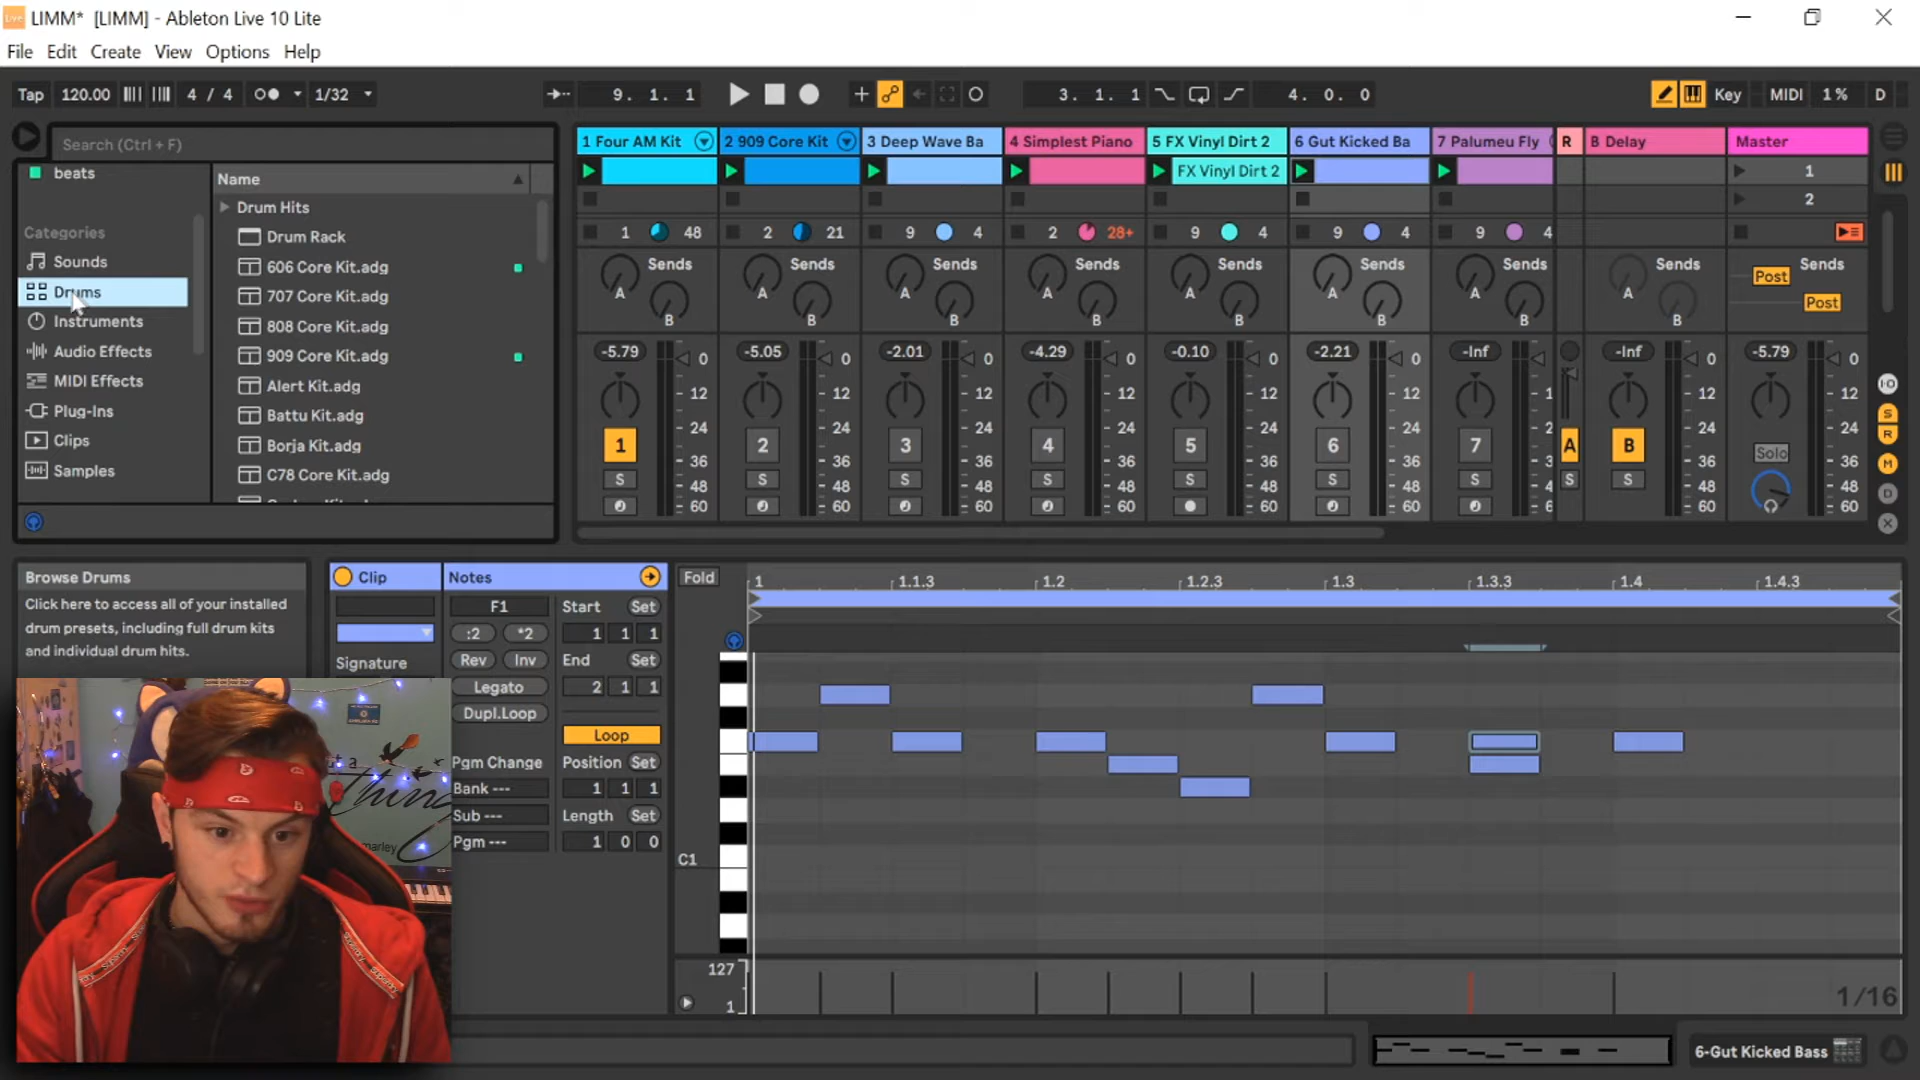 LIMM* [LIMM] - Ableton Live 10 Lite
File Edit Create View Options Help
Tap 120.00 4 / 4 1/32 9. 1. 1 3. 1. 1 4. 0. 0 Key MIDI 1% D
Search (Ctrl + F)
beats
Categories
Sounds
Drums
Instruments
Audio Effects
MIDI Effects
Plug-Ins
Clips
Samples
Name
Drum Hits
Drum Rack
606 Core Kit.adg
707 Core Kit.adg
808 Core Kit.adg
909 Core Kit.adg
Alert Kit.adg
Battu Kit.adg
Borja Kit.adg
C78 Core Kit.adg
1 Four AM Kit 2 909 Core Kit 3 Deep Wave Ba 4 Simplest Piano 5 FX Vinyl Dirt 2 6 Gut Kicked Ba 7 Palumeu Fly R B Delay Master
FX Vinyl Dirt 2 1
2
1 48 2 21 9 4 2 28+ 9 4 9 4 9 4
Sends Sends Sends Sends Sends Sends Sends Sends Sends
A A A A A A A A Post
B B B B B B B B Post
-5.79 0 -5.05 0 -2.01 0 -4.29 0 -0.10 0 -2.21 0 -Inf 0 -Inf 0 -5.79 0
12 12 12 12 12 12 1 12 12
24 24 24 24 24 24 2 24 24
1 2 3 4 5 6 7 A B Solo
36 36 36 36 36 36 3 36 36
S S S S S S S S S
48 48 48 48 48 48 4 48 48
60 60 60 60 60 60 6 60 60
I·O
S
R
M
D
X
Browse Drums
Click here to access all of your installed
drum presets, including full drum kits
and individual drum hits.
Clip
Signature
Notes
F1
:2 *2
Rev Inv
Legato
Dupl.Loop
Pgm Change
Bank ---
Sub ---
Pgm ---
Start Set
1 1 1
End Set
2 1 1
Loop
Position Set
1 1 1
Length Set
1 0 0
Fold
1 1.1.3 1.2 1.2.3 1.3 1.3.3 1.4 1.4.3
C1
127
1
1/16
Thing
marley
6-Gut Kicked Bass